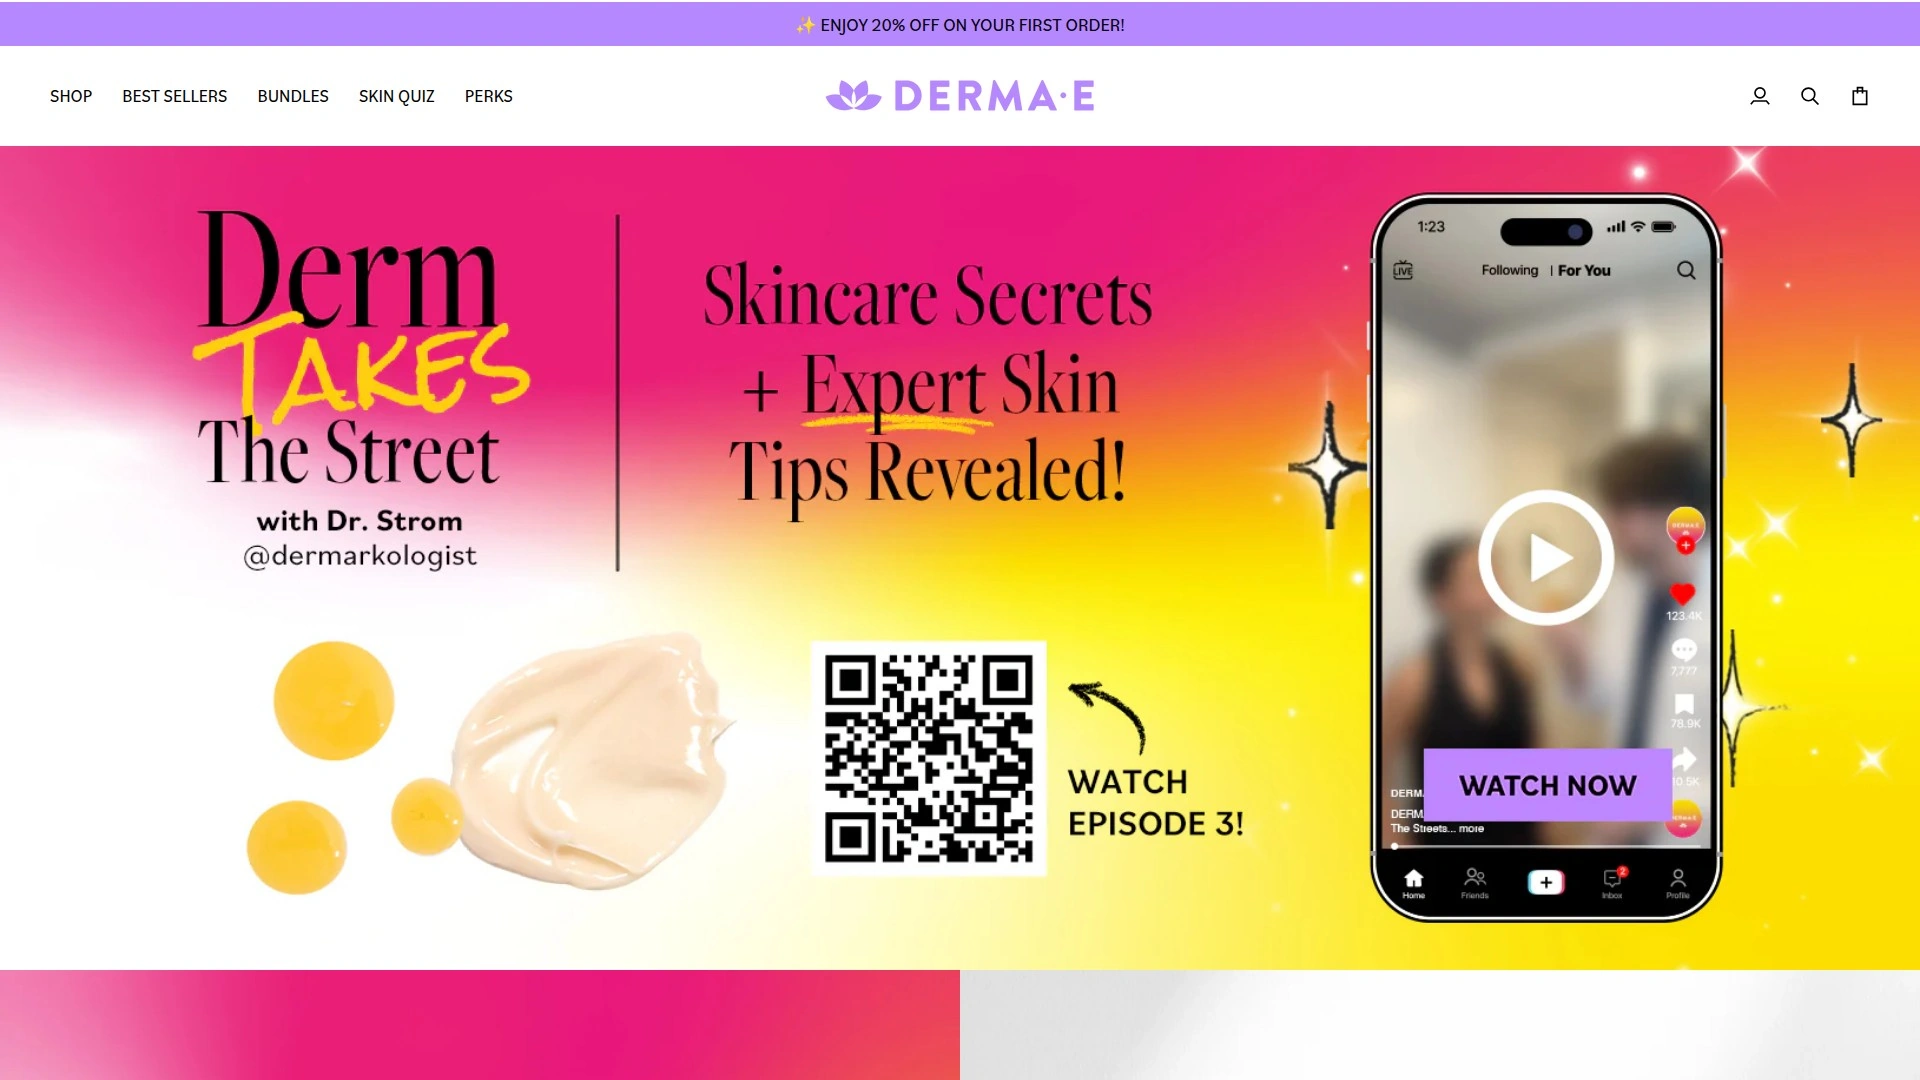 ✨ ENJOY 20% OFF ON YOUR FIRST ORDER!
SHOP
BEST SELLERS
BUNDLES
SKIN QUIZ
PERKS
DERMA·E
Derm
TAKES
The Street
with Dr. Strom
@dermarkologist
Skincare Secrets
+ Expert Skin
Tips Revealed!
WATCH
EPISODE 3!
1:23
LIVE
Following | For You
DERMA E
123.4K
7,777
78.9K
10.5K
WATCH NOW
DERM
DERM
The Streets... more
Home
Friends
Inbox
2
Profile